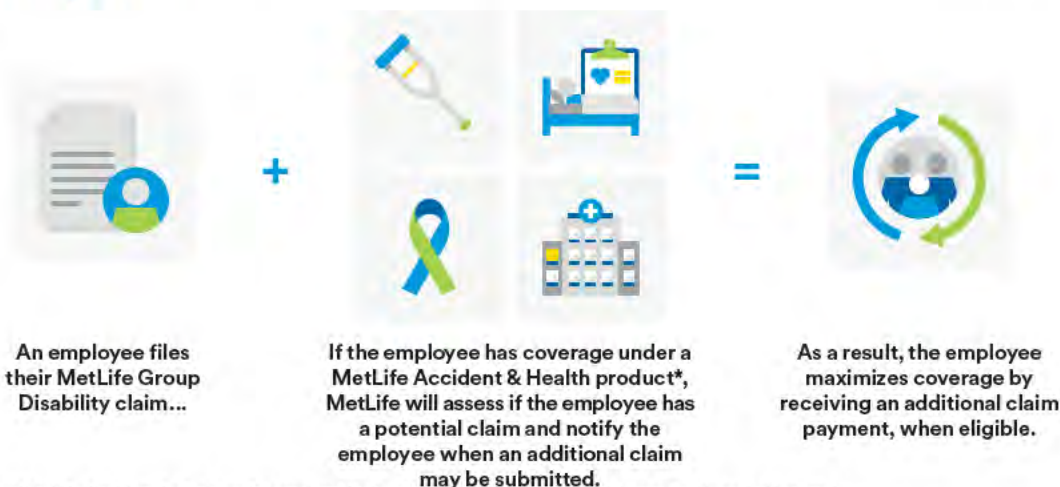 +
=
An employee files
their MetLife Group
Disability claim...
If the employee has coverage under a
MetLife Accident & Health product*,
MetLife will assess if the employee has
a potential claim and notify the
employee when an additional claim
may be submitted.
As a result, the employee
maximizes coverage by
receiving an additional claim
payment, when eligible.